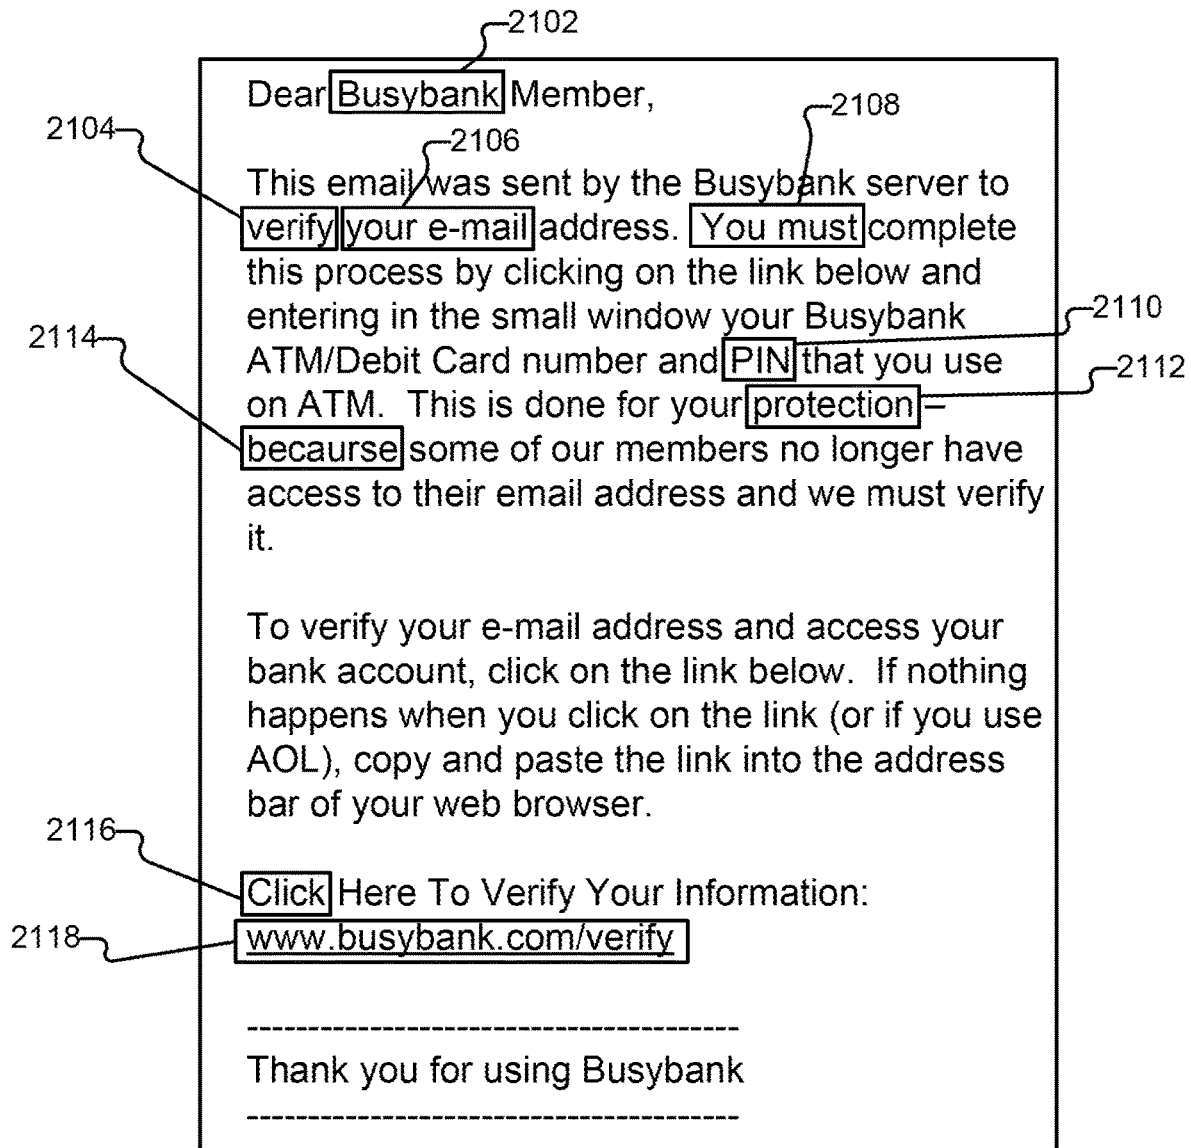 2102
Dear Busybank Member,
2108
2104
2106
This email was sent by the Busybank server to
verify your e-mail address. You must complete
this process by clicking on the link below and
entering in the small window your Busybank
2110
2114
ATM/Debit Card number and PIN that you use
2112
on ATM. This is done for your protection –
becaurse some of our members no longer have
access to their email address and we must verify
it.
To verify your e-mail address and access your
bank account, click on the link below. If nothing
happens when you click on the link (or if you use
AOL), copy and paste the link into the address
bar of your web browser.
2116
Click Here To Verify Your Information:
2118
www.busybank.com/verify
----------------------------------------
Thank you for using Busybank
----------------------------------------